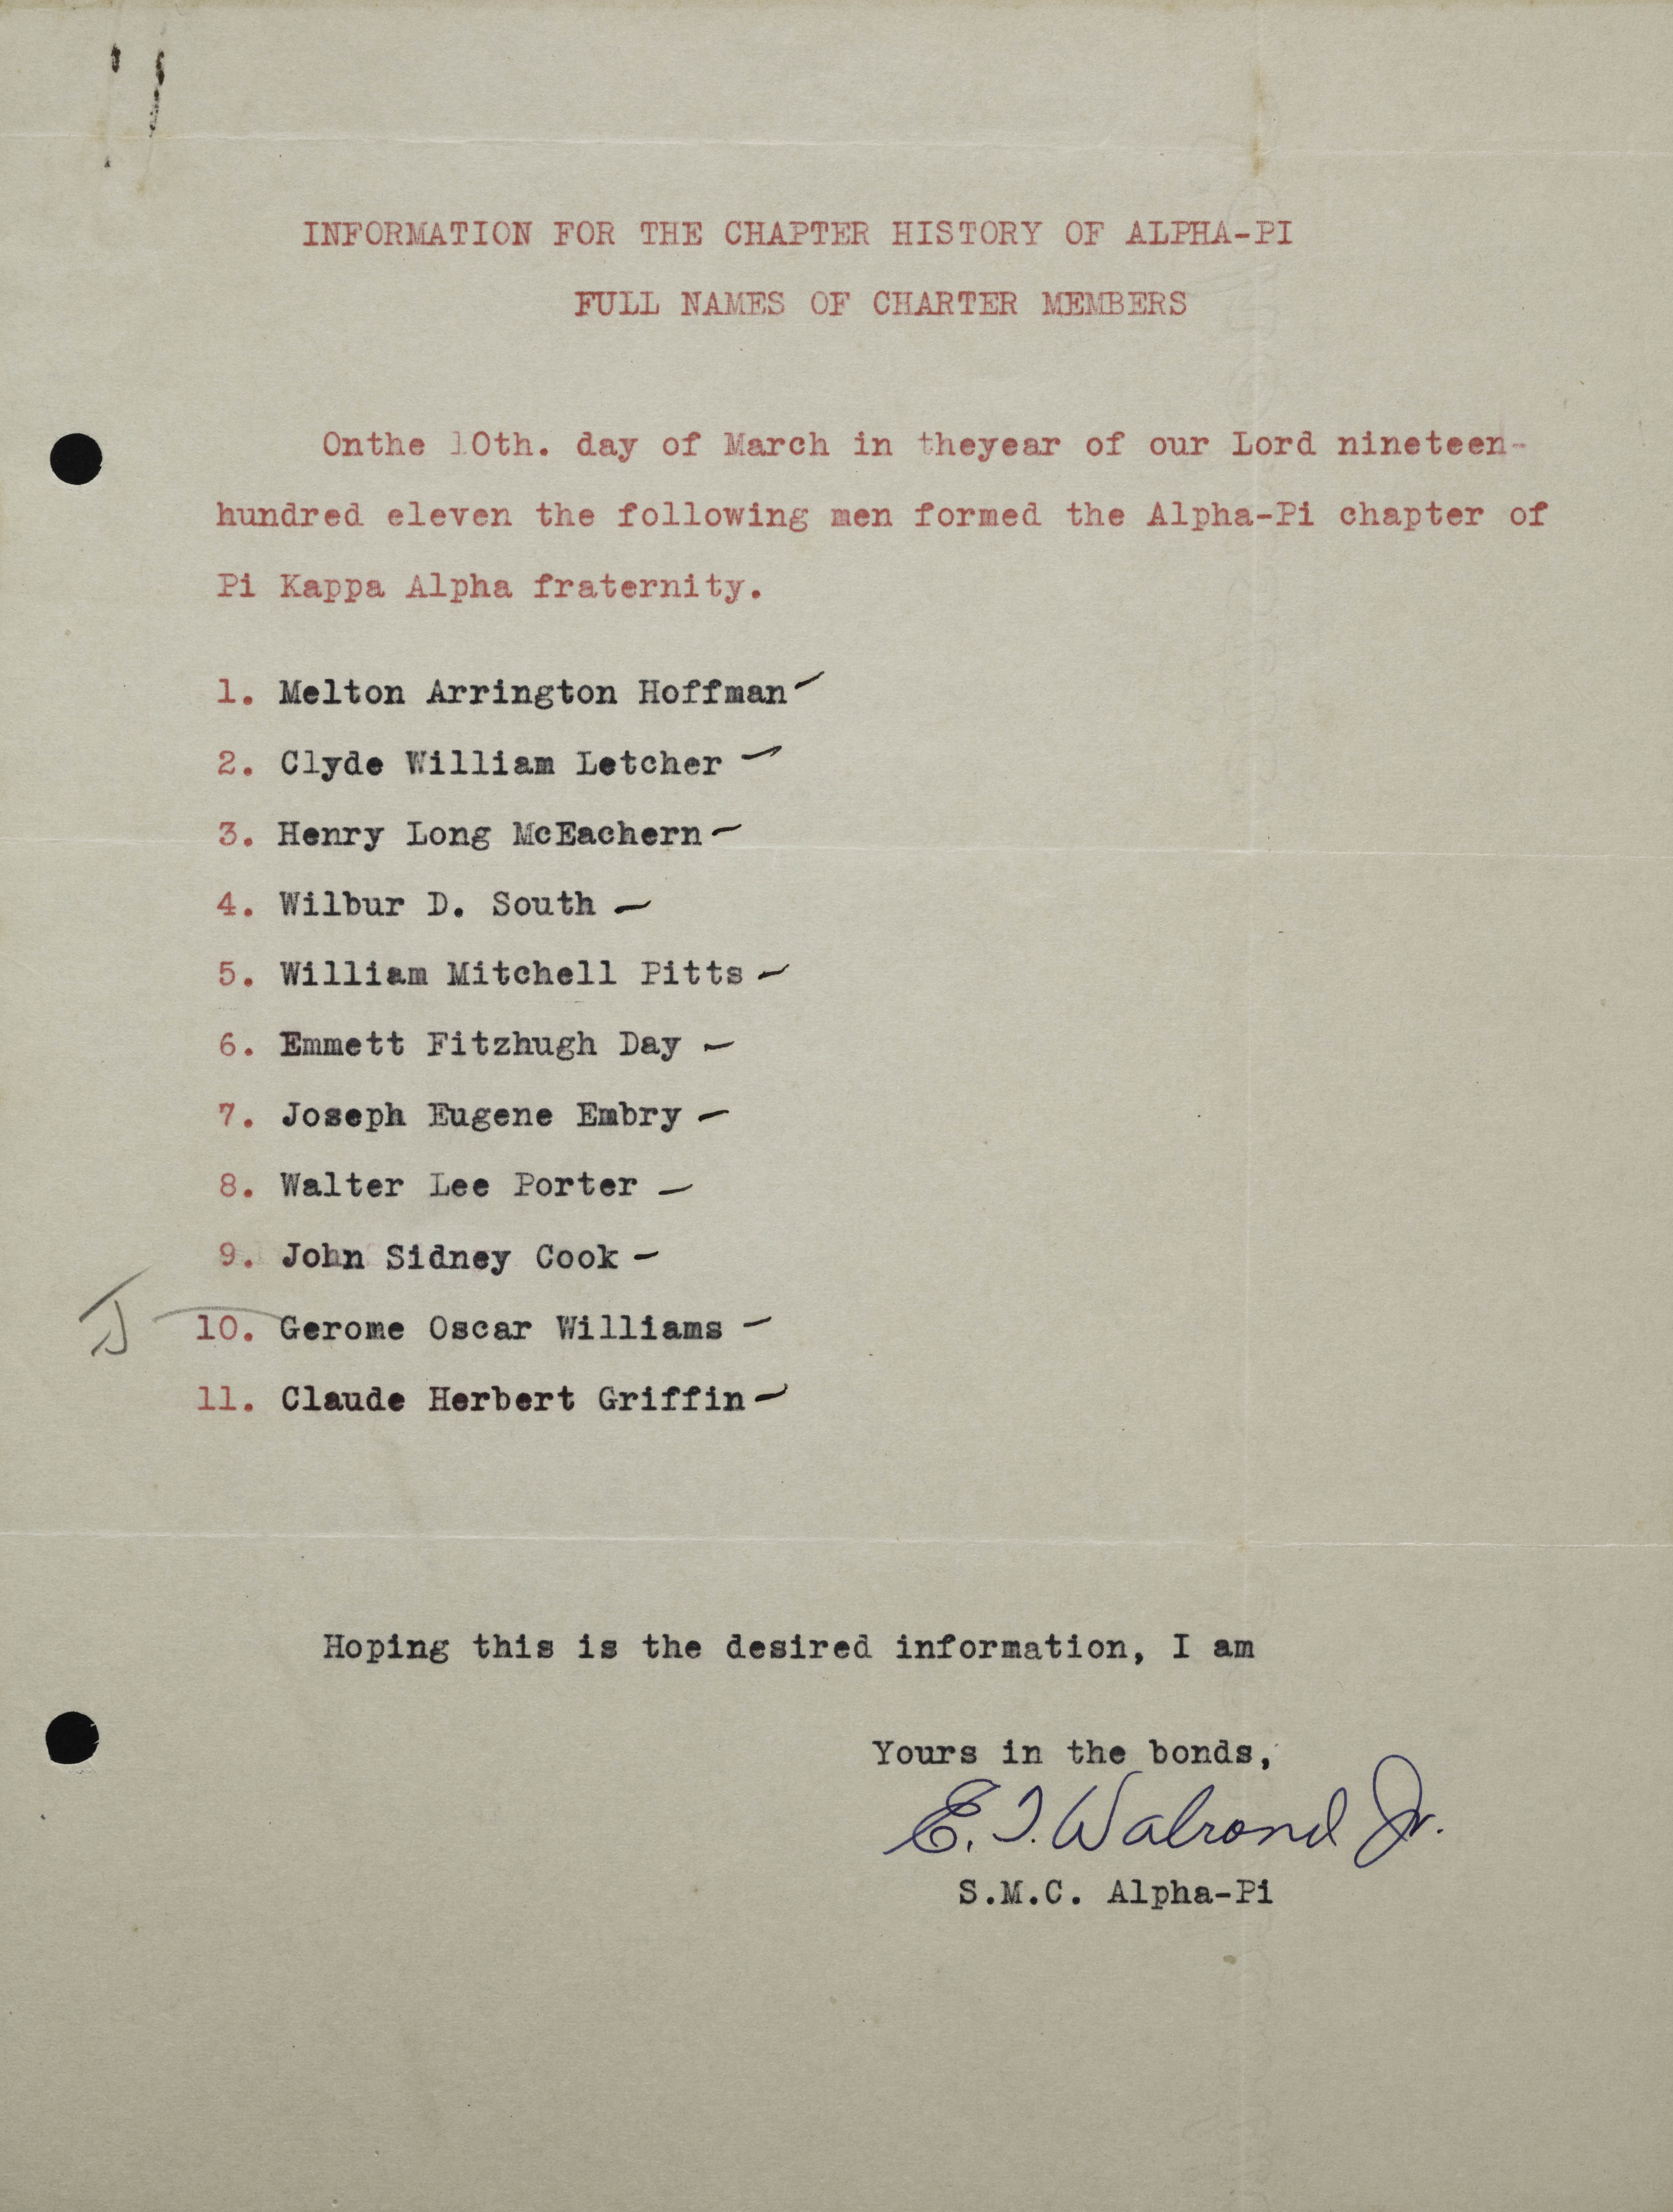 INFORMATION FOR THE CHAPTER HISTORY OF ALPHA-PI
FULL NAMES OF CHARTER MEMBERS
Onthe 10th. day of March in theyear of our Lord nineteen-
hundred eleven the following men formed the Alpha-Pi chapter of
Pi Kappa Alpha fraternity.
1. Melton Arrington Hoffman
2. Clyde William Letcher
3. Henry Long McEachern
4. Wilbur D. South
5. William Mitchell Pitts
6. Emmett Fitzhugh Day
7. Joseph Eugene Embry
8. Walter Lee Porter
9. John Sidney Cook
J 10. Gerome Oscar Williams
11. Claude Herbert Griffin
Hoping this is the desired information, I am
Yours in the bonds,
E. T. Walrond Jr.
S.M.C. Alpha-Pi